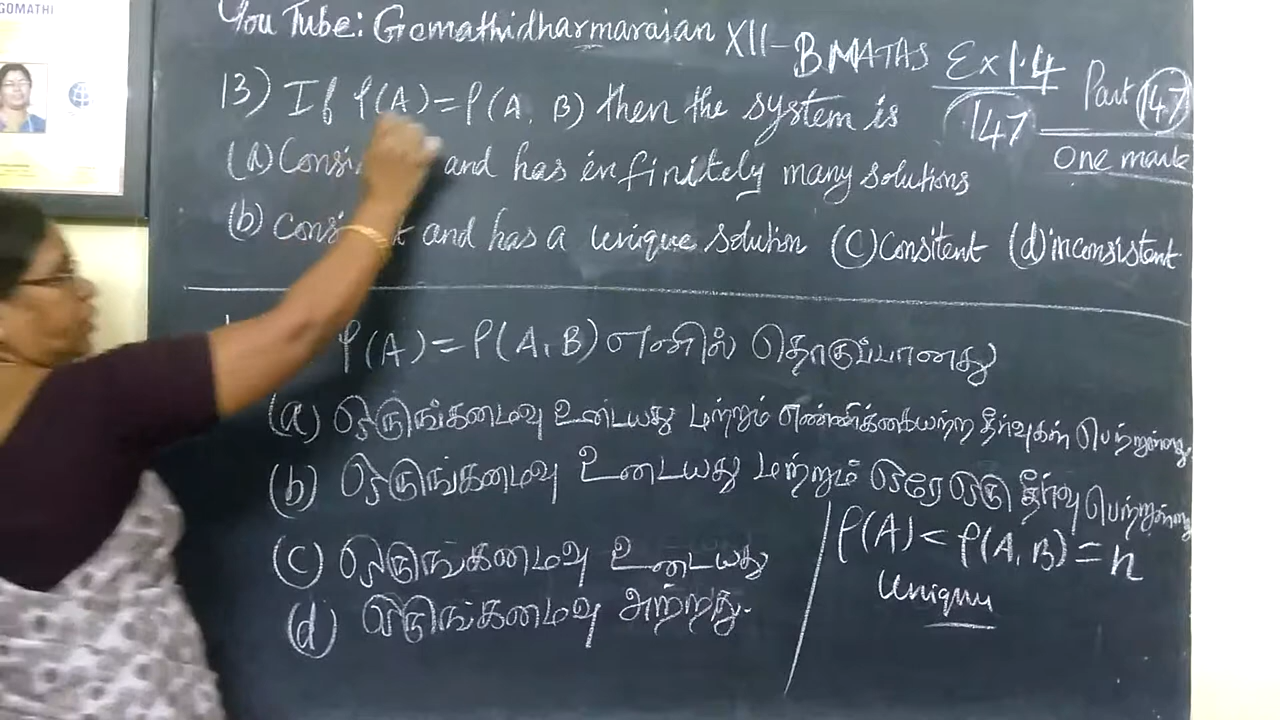 GOMATHI
You Tube: Gomathidharmarajan XII-BMATAS Ex 1.4 Part 147
13) If ρ(A)=ρ(A, B) then the system is 147 One mark
(a) Consi and has infinitely many solutions
(b) consi t and has a unique solution (c) Consitent (d) inconsistent
ρ(A)=ρ(A,B) எனில் தொகுப்பானது
(a) ஒருங்கமைவு உடையது மற்றும் எண்ணிக்கையற்ற தீர்வுகள் பெற்றுள்ளது
(b) ஒருங்கமைவு உடையது மற்றும் ஒரே ஒரு தீர்வு பெற்றுள்ளது
ρ(A) < ρ(A,B) = n
(c) ஒருங்கமைவு உடையது
(d) ஒருங்கமைவு அற்றது.